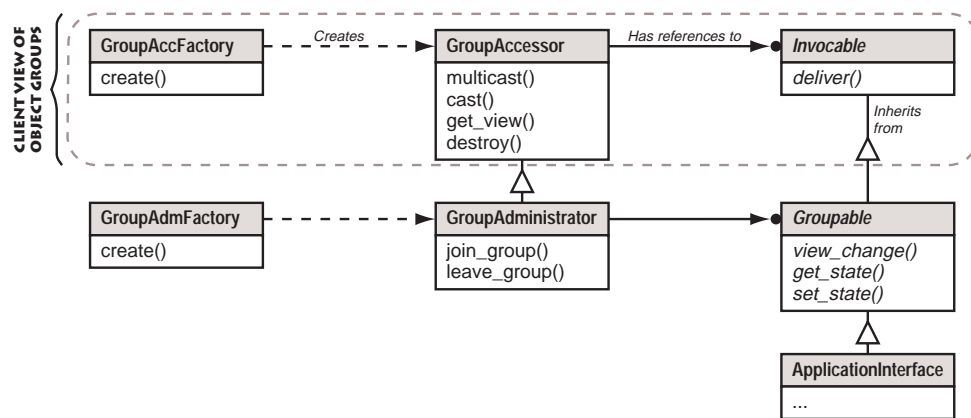 CLIENT VIEW OF
OBJECT GROUPS
GroupAccFactory
create()
Creates
GroupAccessor
multicast()
cast()
get_view()
destroy()
Has references to
Invocable
deliver()
Inherits
from
GroupAdmFactory
create()
GroupAdministrator
join_group()
leave_group()
Groupable
view_change()
get_state()
set_state()
ApplicationInterface
...